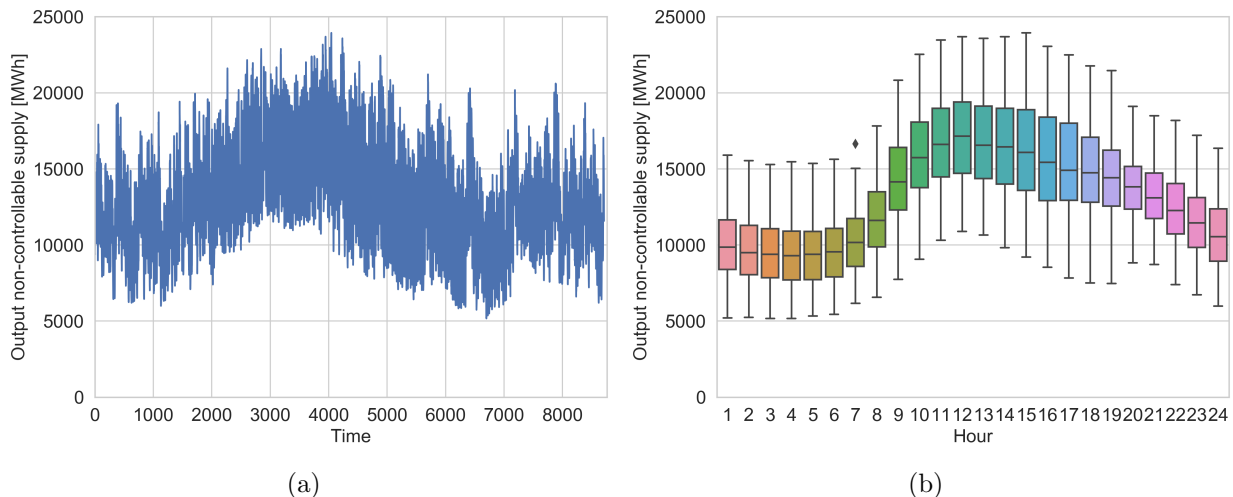 25000
20000
15000
10000
5000
0
Output non-controllable supply [MWh]
0 1000 2000 3000 4000 5000 6000 7000 8000
Time
(a)
25000
20000
15000
10000
5000
0
Output non-controllable supply [MWh]
1 2 3 4 5 6 7 8 9 10 11 12 13 14 15 16 17 18 19 20 21 22 23 24
Hour
(b)